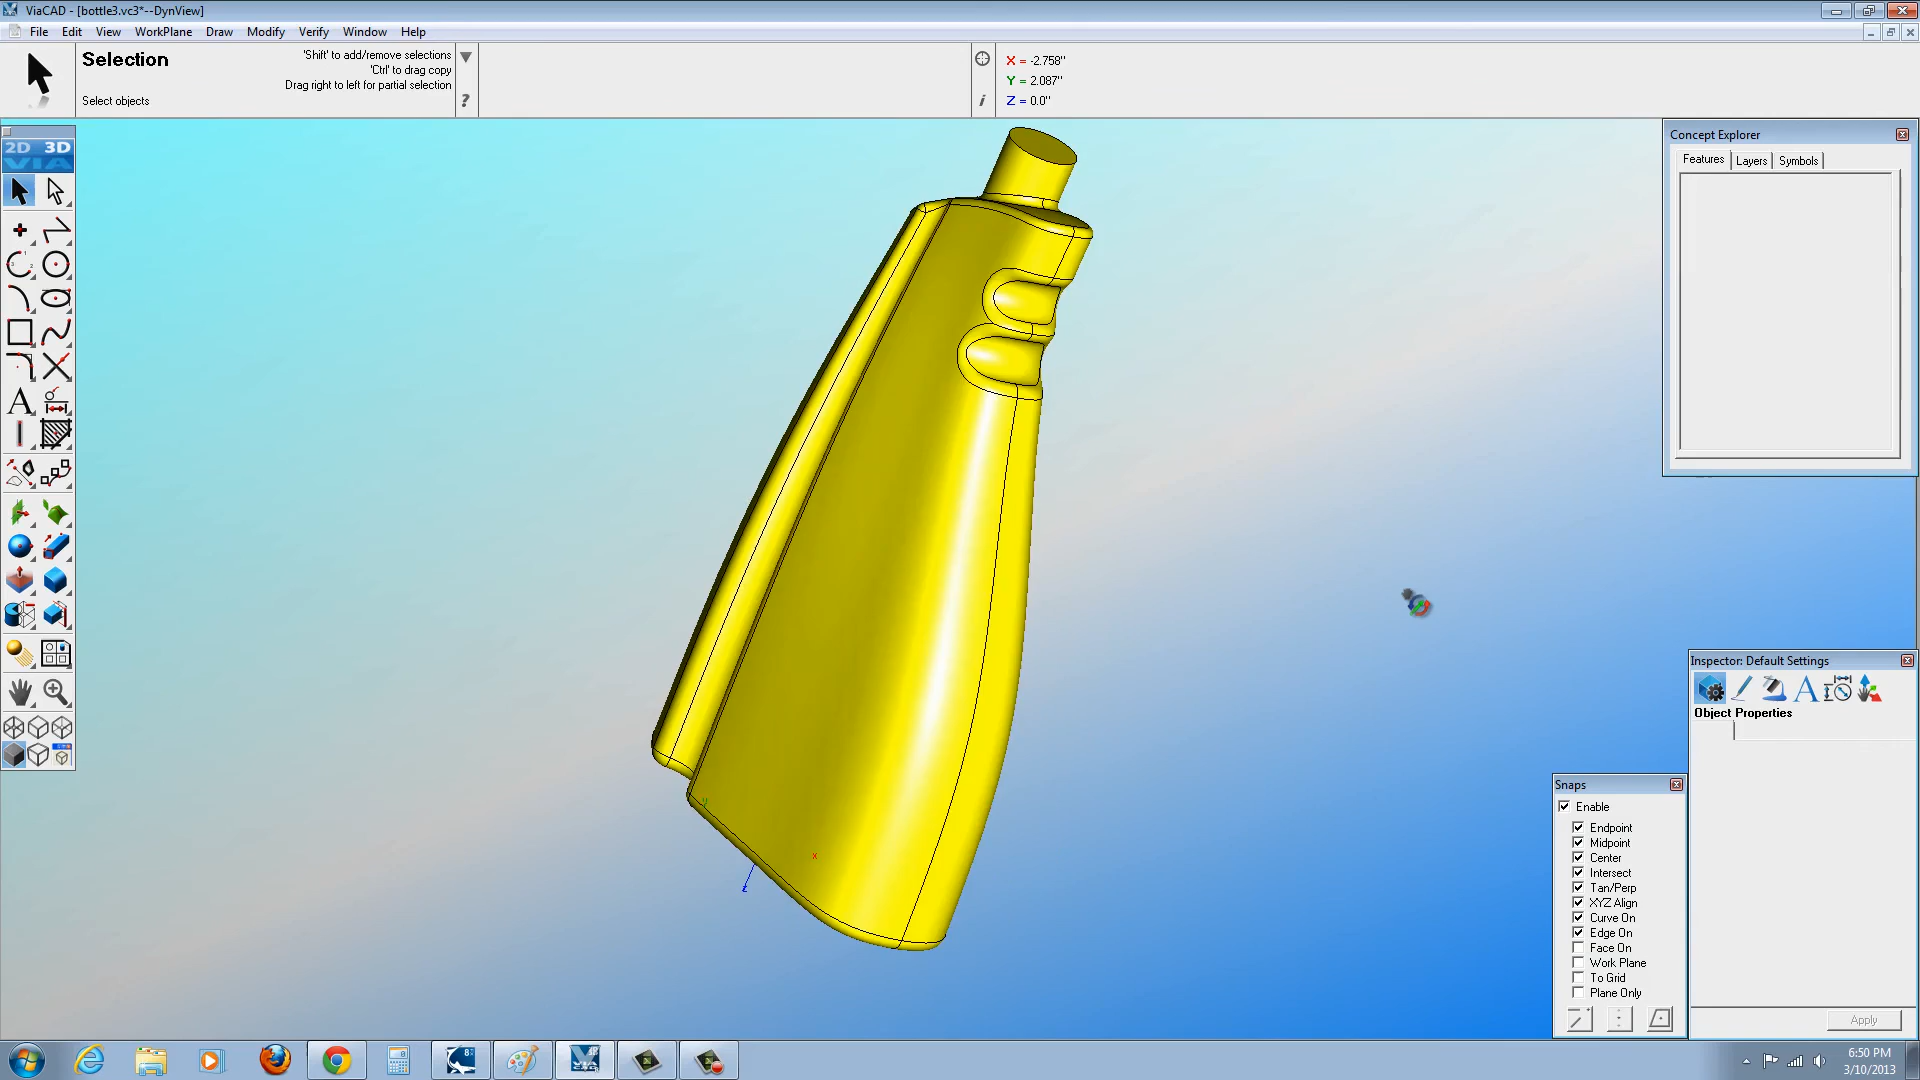 ViaCAD - [bottle3.vc3*--DynView]
File Edit View WorkPlane Draw Modify Verify Window Help
Selection
'Shift' to add/remove selections
'Ctrl' to drag copy
Drag right to left for partial selection
Select objects
?
i
X = -2.758"
Y = 2.087"
Z = 0.0"
2D 3D
VIA
A
Concept Explorer
Features Layers Symbols
y
x
z
Inspector: Default Settings
A
Object Properties
Apply
Snaps
Enable
Endpoint
Midpoint
Center
Intersect
Tan/Perp
XYZ Align
Curve On
Edge On
Face On
Work Plane
To Grid
Plane Only
6:50 PM
3/10/2013